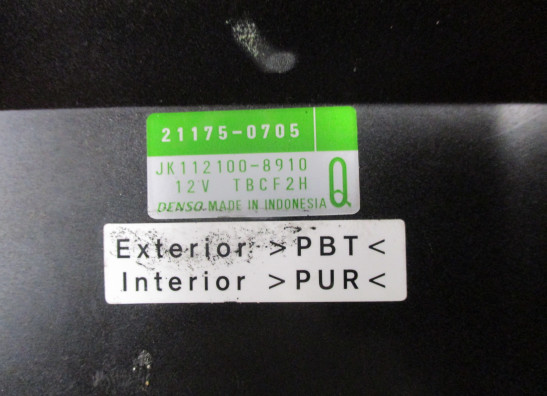 21175-0705
JK112100-8910
12V TBCF2H
Q
DENSO MADE IN INDONESIA
Exterior >PBT<
Interior >PUR<